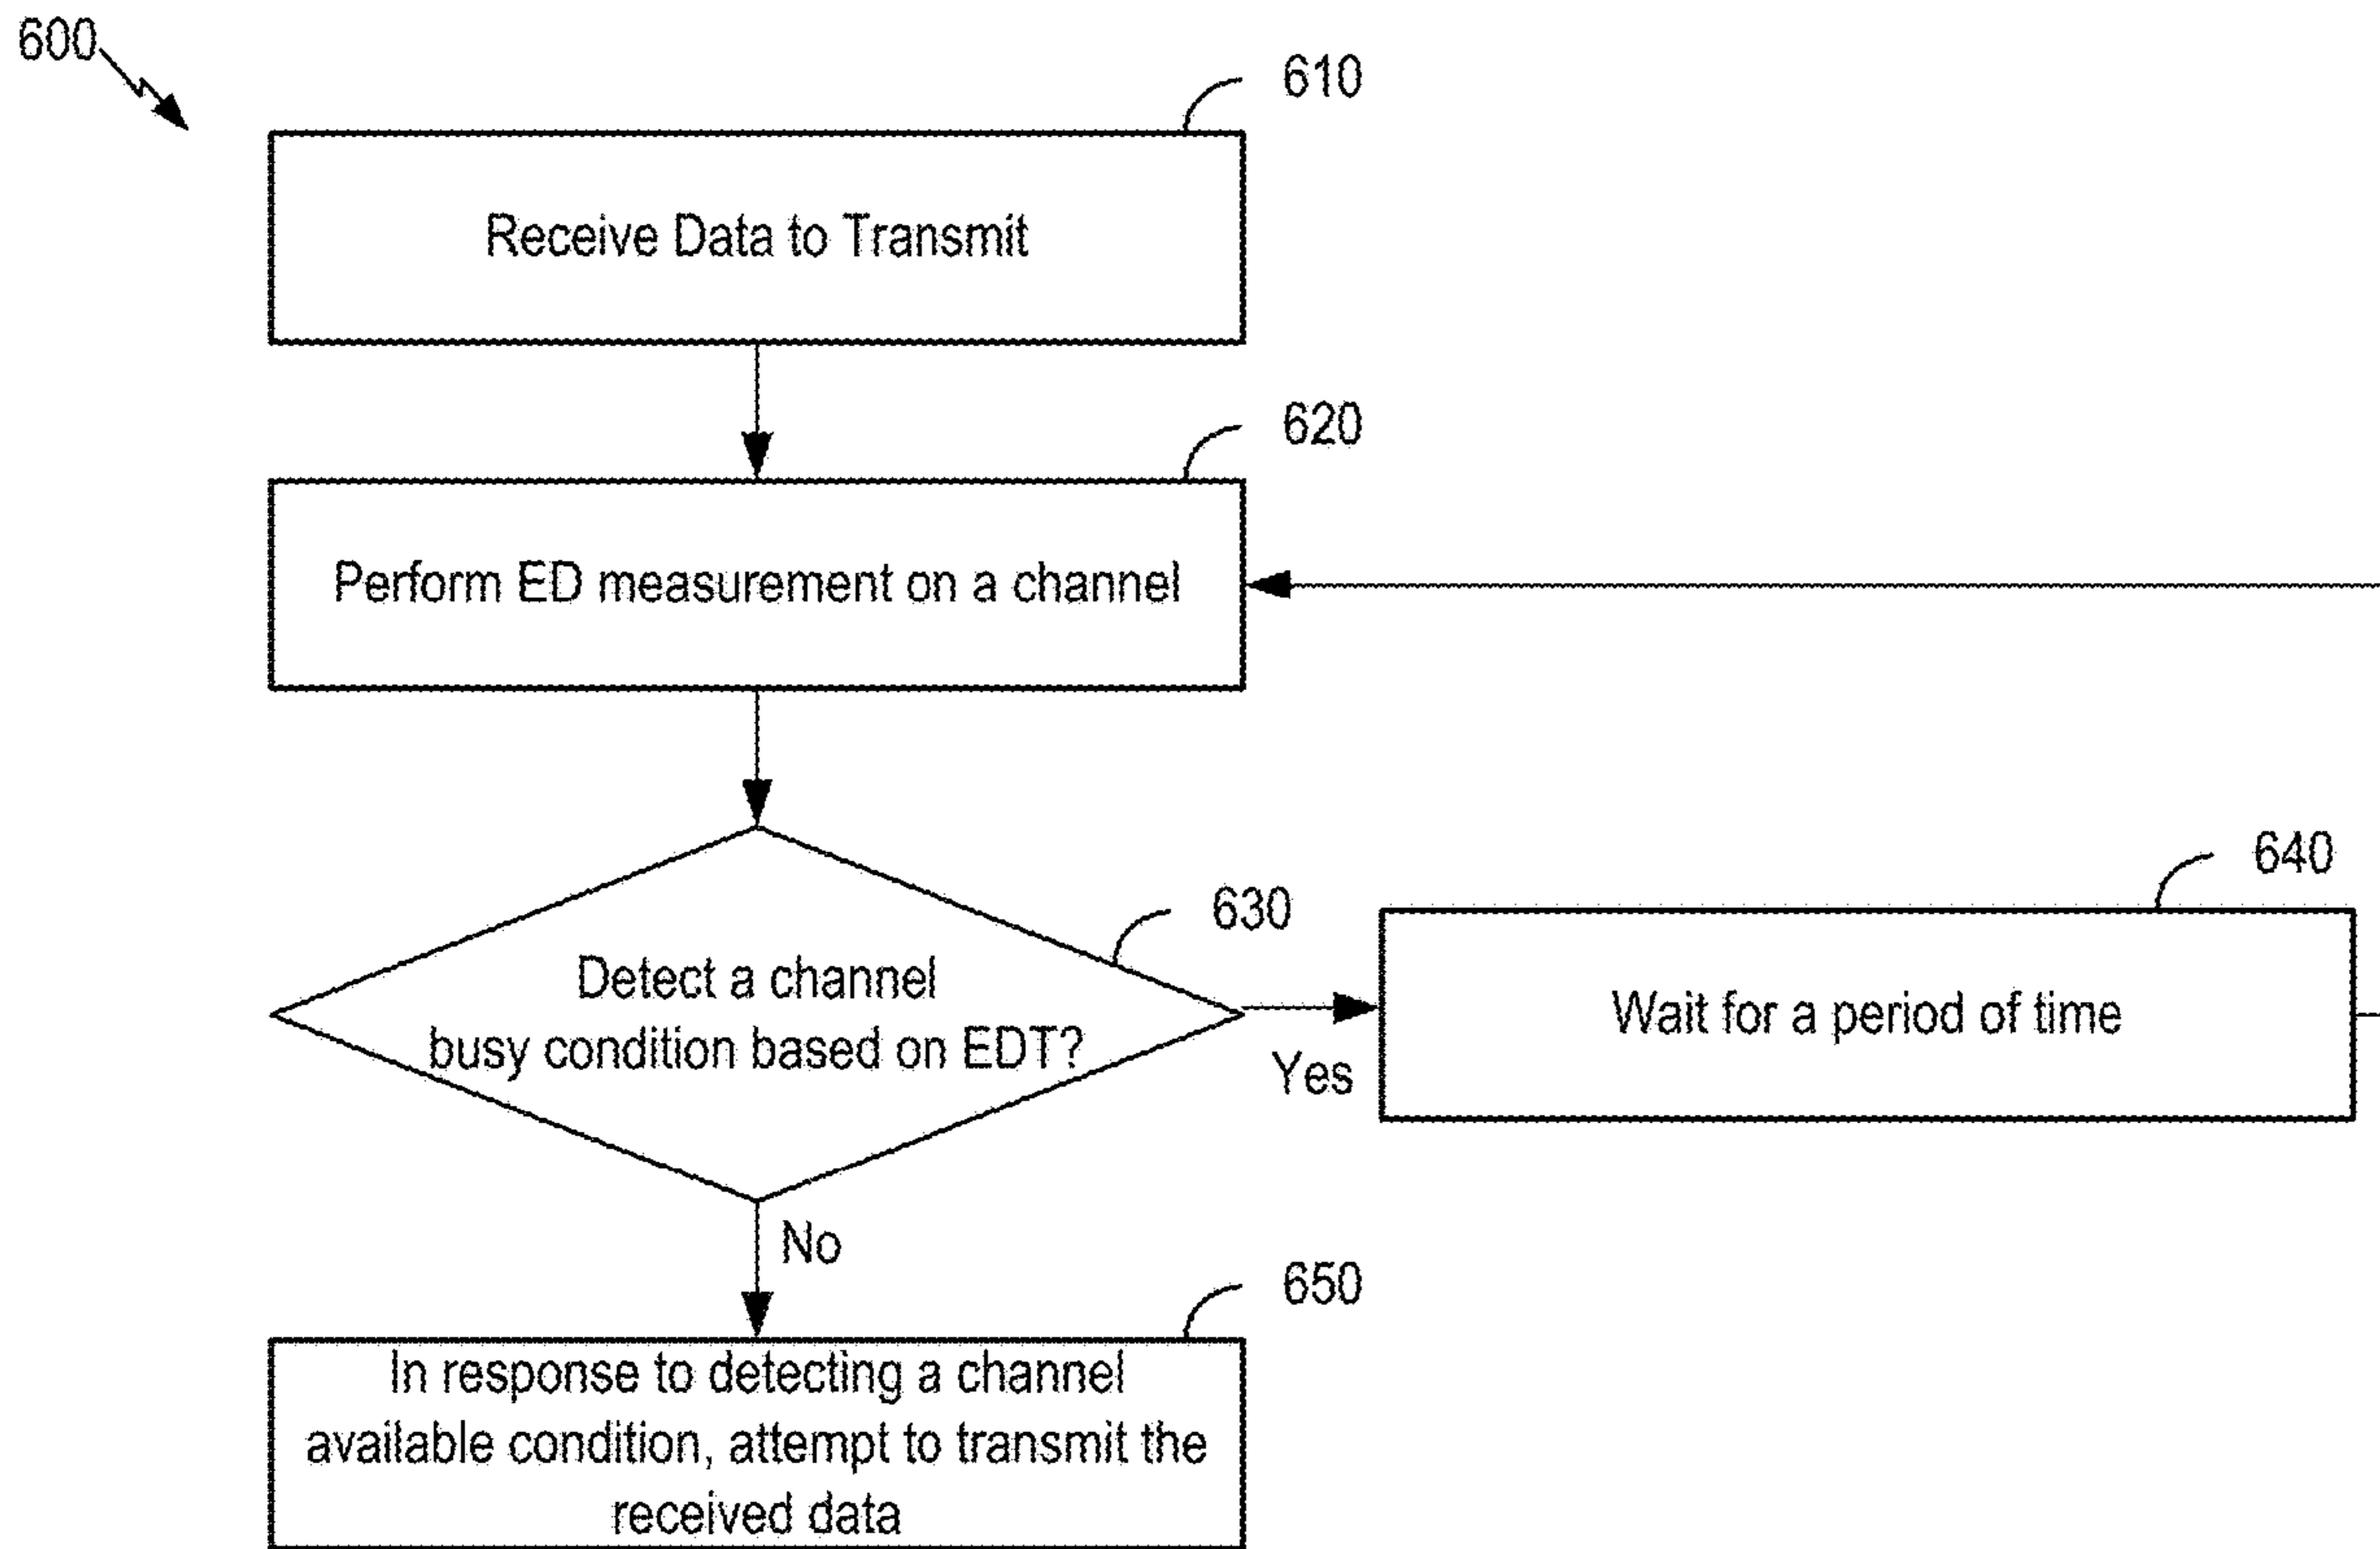 600
610
Receive Data to Transmit
620
Perform ED measurement on a channel
630
Detect a channel
busy condition based on EDT?
Yes
640
Wait for a period of time
No
650
In response to detecting a channel
available condition, attempt to transmit the
received data